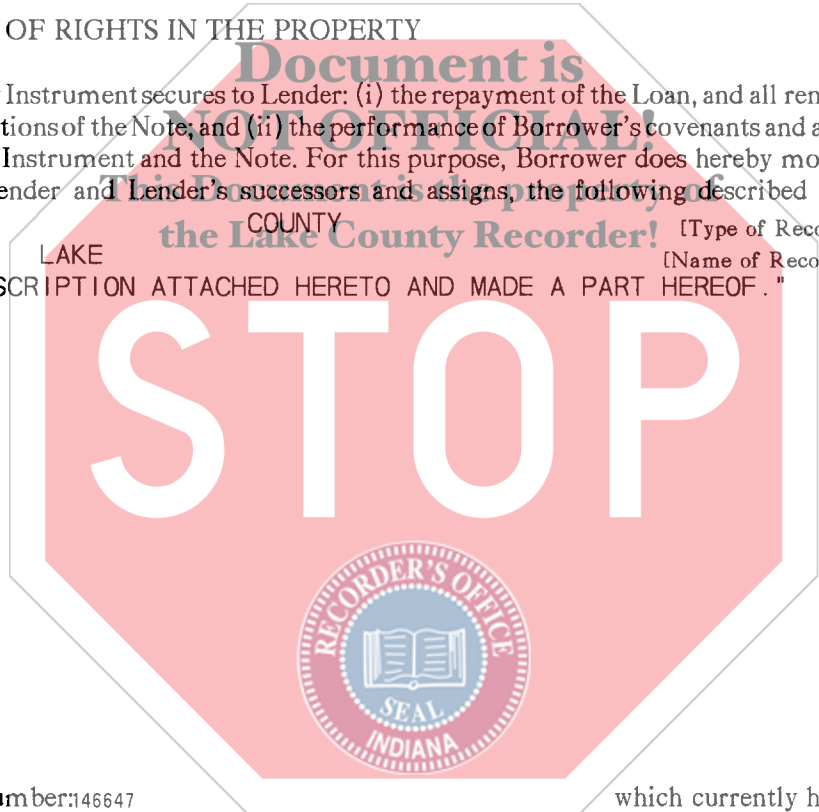 OF RIGHTS IN THE PROPERTY
Document is
Instrument secures to Lender: (i) the repayment of the Loan, and all ren
tions of the Note; and (ii) the performance of Borrower's covenants and a
NOT OFFICIAL!
Instrument and the Note. For this purpose, Borrower does hereby mo
ender and Lender's successors and assigns, the following described
This Document is the property of
COUNTY [Type of Reco
the Lake County Recorder!
LAKE [Name of Reco
SCRIPTION ATTACHED HERETO AND MADE A PART HEREOF."
STOP
RECORDER'S OFFICE
SEAL
INDIANA
umber:146647 which currently h